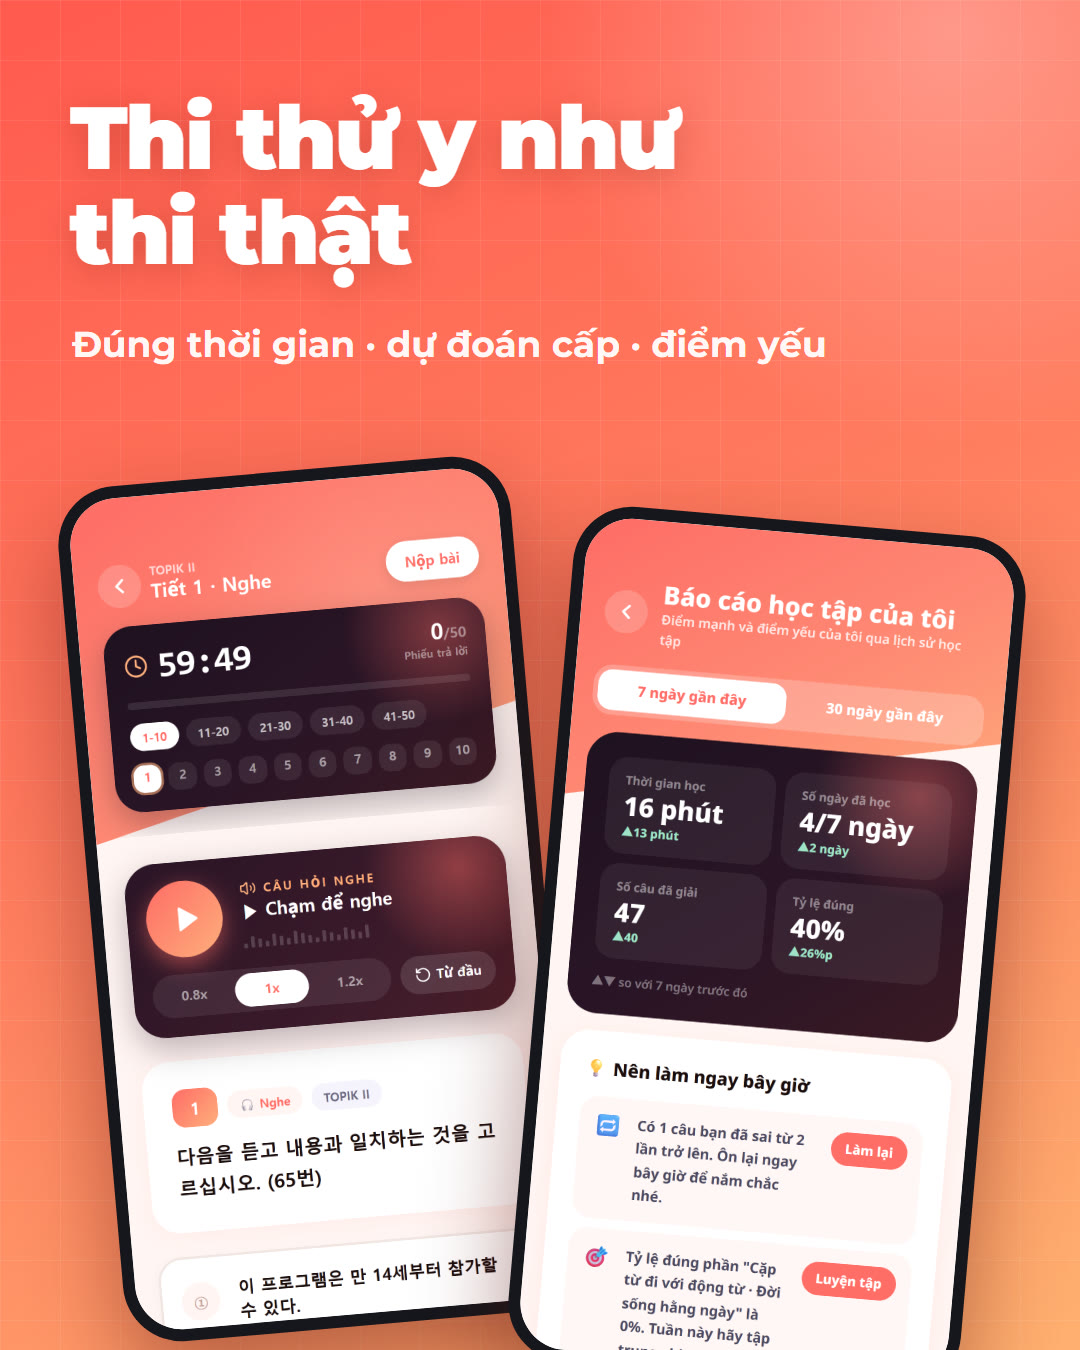 Thi thử y như
thi thật
Đúng thời gian · dự đoán cấp · điểm yếu
TOPIK II
Tiết 1 · Nghe
Nộp bài
59:49
0/50
Phiếu trả lời
1-10 11-20 21-30 31-40 41-50
1 2 3 4 5 6 7 8 9 10
CÂU HỎI NGHE
▶ Chạm để nghe
0.8x 1x 1.2x Từ đầu
1 Nghe TOPIK II
다음을 듣고 내용과 일치하는 것을 고
르십시오. (65번)
① 이 프로그램은 만 14세부터 참가할
수 있다.
Báo cáo học tập của tôi
Điểm mạnh và điểm yếu của tôi qua lịch sử học
tập
7 ngày gần đây 30 ngày gần đây
Thời gian học
16 phút
▲13 phút
Số ngày đã học
4/7 ngày
▲2 ngày
Số câu đã giải
47
▲40
Tỷ lệ đúng
40%
▲26%p
▲▼ so với 7 ngày trước đó
Nên làm ngay bây giờ
Có 1 câu bạn đã sai từ 2
lần trở lên. Ôn lại ngay
bây giờ để nắm chắc
nhé.
Làm lại
Tỷ lệ đúng phần "Cặp
từ đi với động từ · Đời
sống hằng ngày" là
0%. Tuần này hãy tập
Luyện tập